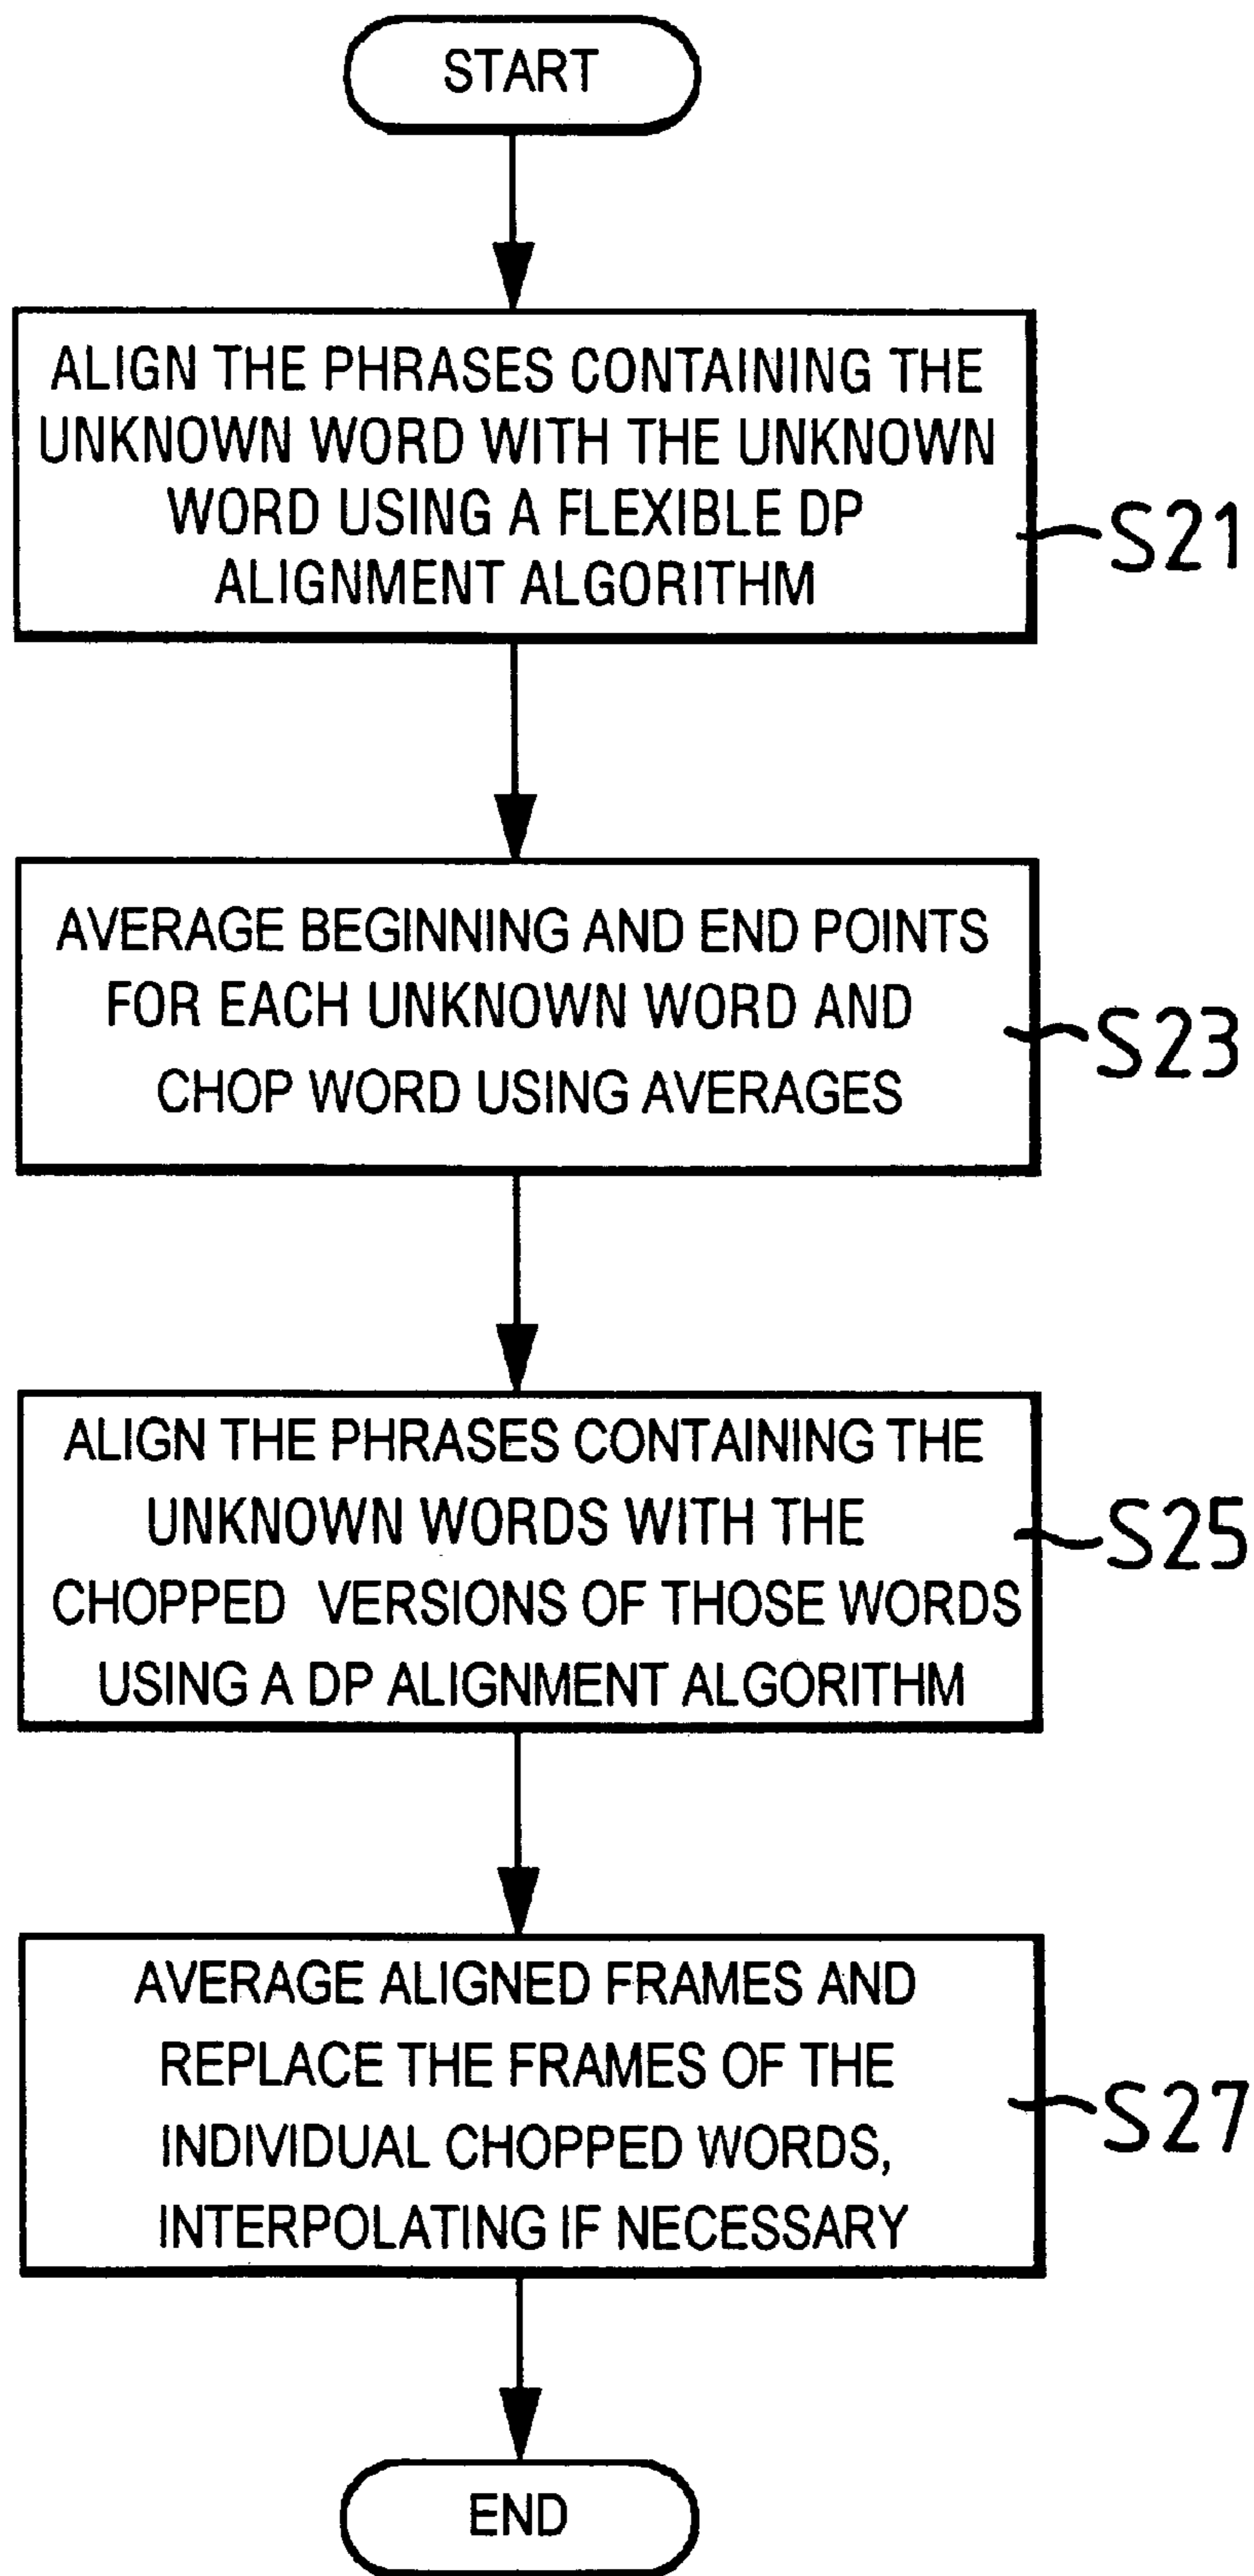 START
ALIGN THE PHRASES CONTAINING THE
UNKNOWN WORD WITH THE UNKNOWN
WORD USING A FLEXIBLE DP
ALIGNMENT ALGORITHM
S21
AVERAGE BEGINNING AND END POINTS
FOR EACH UNKNOWN WORD AND
CHOP WORD USING AVERAGES
S23
ALIGN THE PHRASES CONTAINING THE
UNKNOWN WORDS WITH THE
CHOPPED VERSIONS OF THOSE WORDS
USING A DP ALIGNMENT ALGORITHM
S25
AVERAGE ALIGNED FRAMES AND
REPLACE THE FRAMES OF THE
INDIVIDUAL CHOPPED WORDS,
INTERPOLATING IF NECESSARY
S27
END